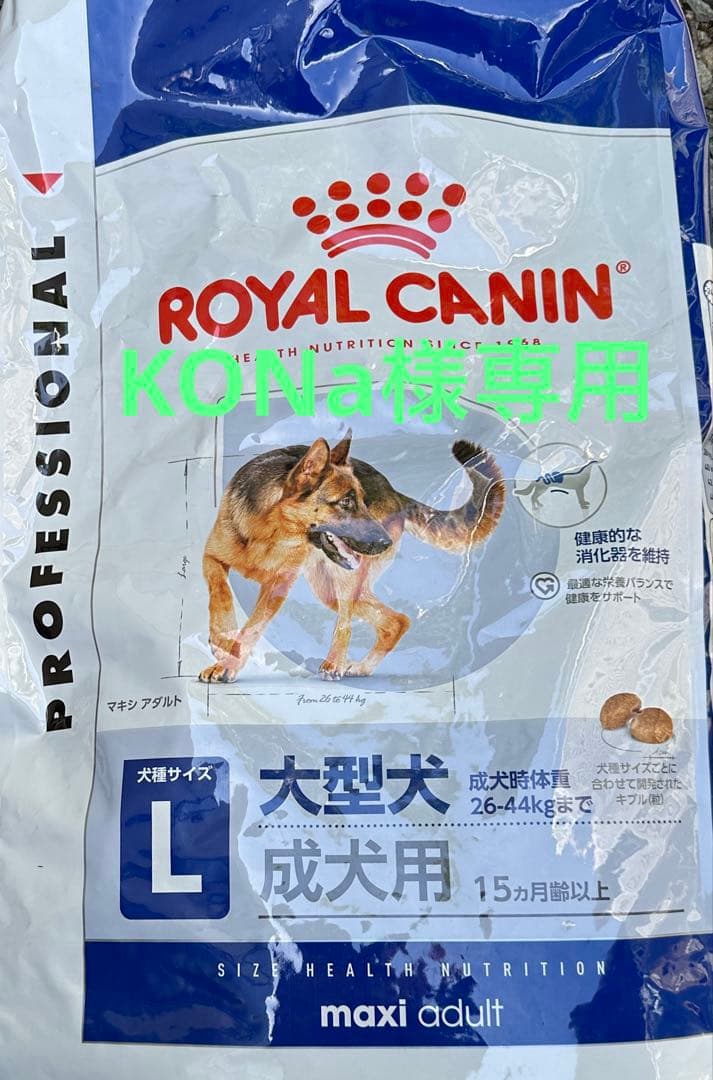 PROFESSIONAL
ROYAL CANIN®
HEALTH NUTRITION SINCE 1968
KONa様専用
健康的な
消化器を維持
最適な栄養バランスで
健康をサポート
Large
From 26 to 44 kg
マキシ アダルト
犬種サイズ
L
大型犬
成犬時体重
26-44kgまで
犬種サイズごとに
合わせて開発された
キブル(粒)
成犬用
15ヵ月齢以上
SIZE HEALTH NUTRITION
maxi adult